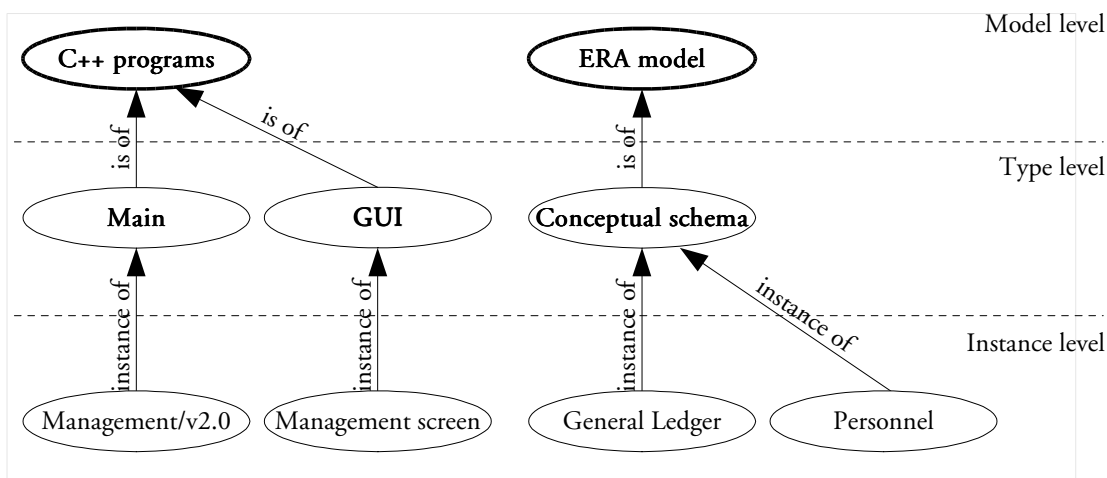 Model level
C++ programs
ERA model
is of
is of
is of
Type level
Main
GUI
Conceptual schema
instance of
instance of
instance of
instance of
Instance level
Management/v2.0
Management screen
General Ledger
Personnel